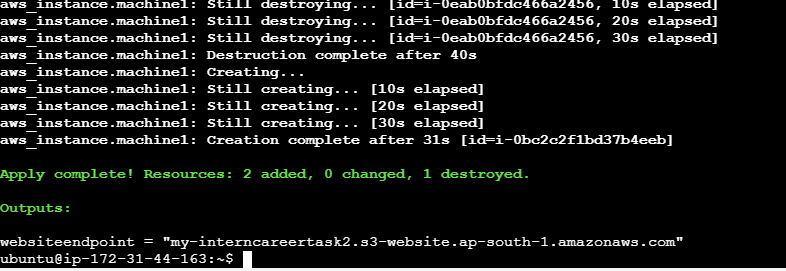 aws_instance.machine1: Still destroying... [id=i-0eab0bfdc466a2456, 10s elapsed]
aws_instance.machine1: Still destroying... [id=i-0eab0bfdc466a2456, 20s elapsed]
aws_instance.machine1: Still destroying... [id=i-0eab0bfdc466a2456, 30s elapsed]
aws_instance.machine1: Destruction complete after 40s
aws_instance.machine1: Creating...
aws_instance.machine1: Still creating... [10s elapsed]
aws_instance.machine1: Still creating... [20s elapsed]
aws_instance.machine1: Still creating... [30s elapsed]
aws_instance.machine1: Creation complete after 31s [id=i-0bc2c2f1bd37b4eeb]
Apply complete! Resources: 2 added, 0 changed, 1 destroyed.
Outputs:
websiteendpoint = "my-interncareertask2.s3-website.ap-south-1.amazonaws.com"
ubuntu@ip-172-31-44-163:~$